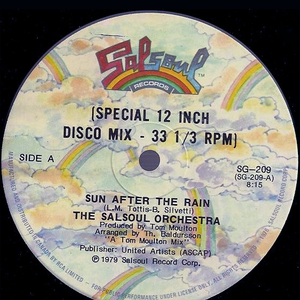 Salsoul
RECORDS
TM
(SPECIAL 12 INCH
DISCO MIX - 33 1/3 RPM)
SIDE A
SG-209
(SG-209-A)
8:15
SUN AFTER THE RAIN
(L.M. Tottis-B. Silvetti)
THE SALSOUL ORCHESTRA
Produced by Tom Moulton
Arranged by Th. Baldursson
"A Tom Moulton Mix"
Publisher: United Artists (ASCAP)
© 1979 Salsoul Record Corp.